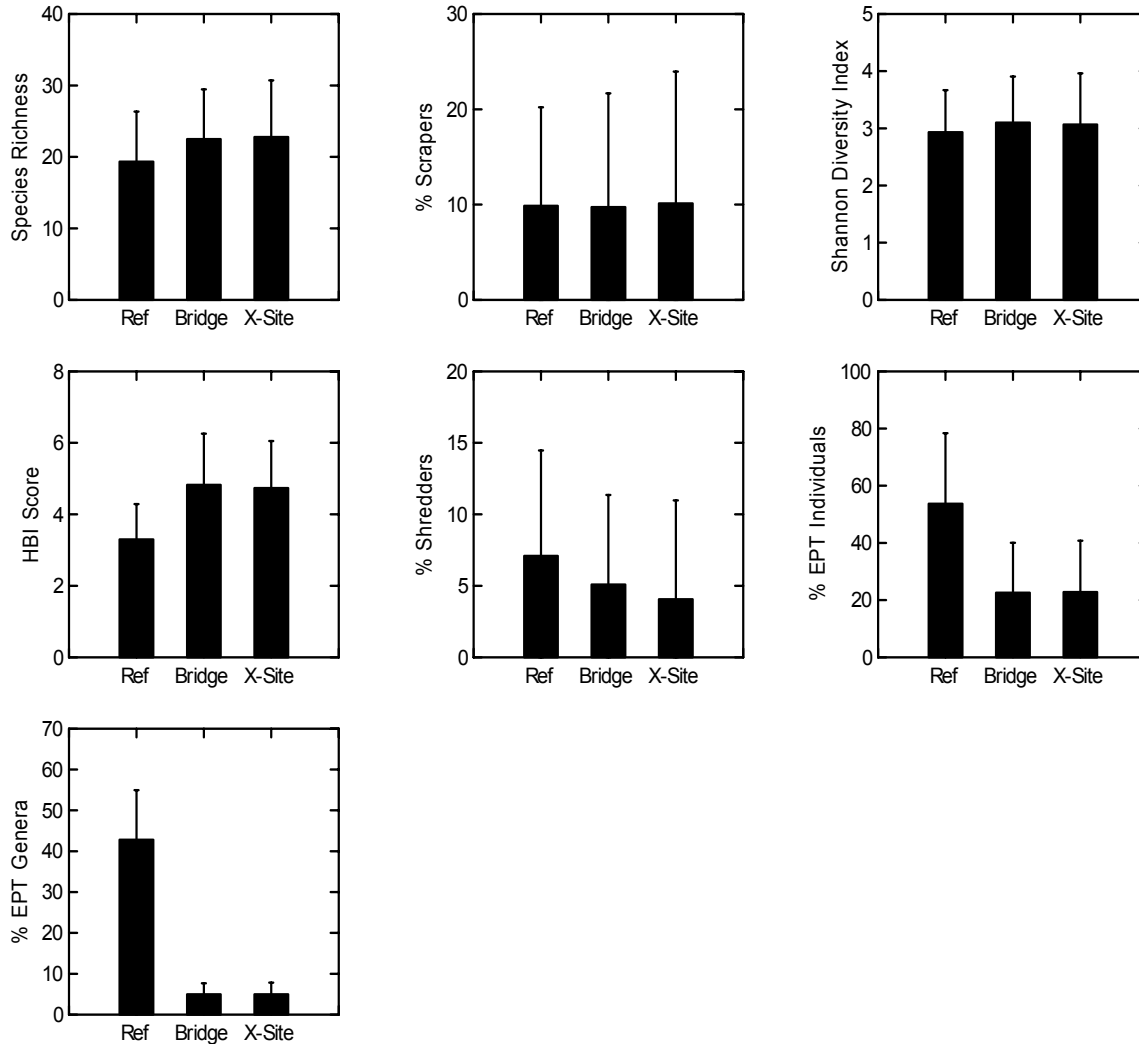 Species Richness
40
30
20
10
0
Ref Bridge X-Site
% Scrapers
30
20
10
0
Ref Bridge X-Site
Shannon Diversity Index
5
4
3
2
1
0
Ref Bridge X-Site
HBI Score
8
6
4
2
0
Ref Bridge X-Site
% Shredders
20
15
10
5
0
Ref Bridge X-Site
% EPT Individuals
100
80
60
40
20
0
Ref Bridge X-Site
% EPT Genera
70
60
50
40
30
20
10
0
Ref Bridge X-Site